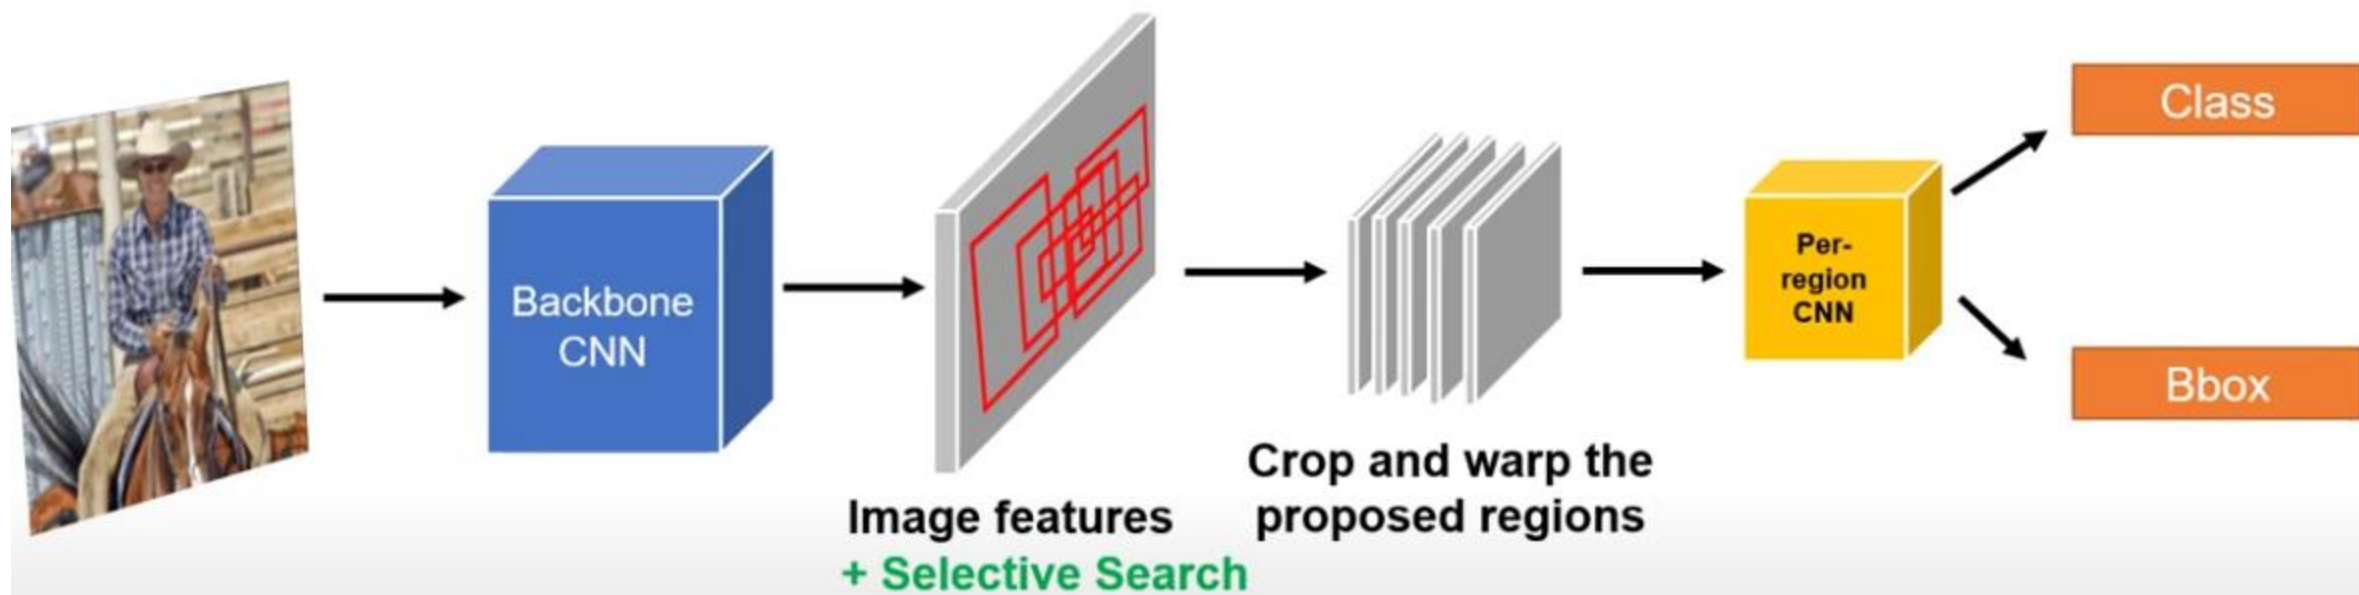 Backbone
CNN
Image features
+ Selective Search
Crop and warp the
proposed regions
Per-
region
CNN
Class
Bbox